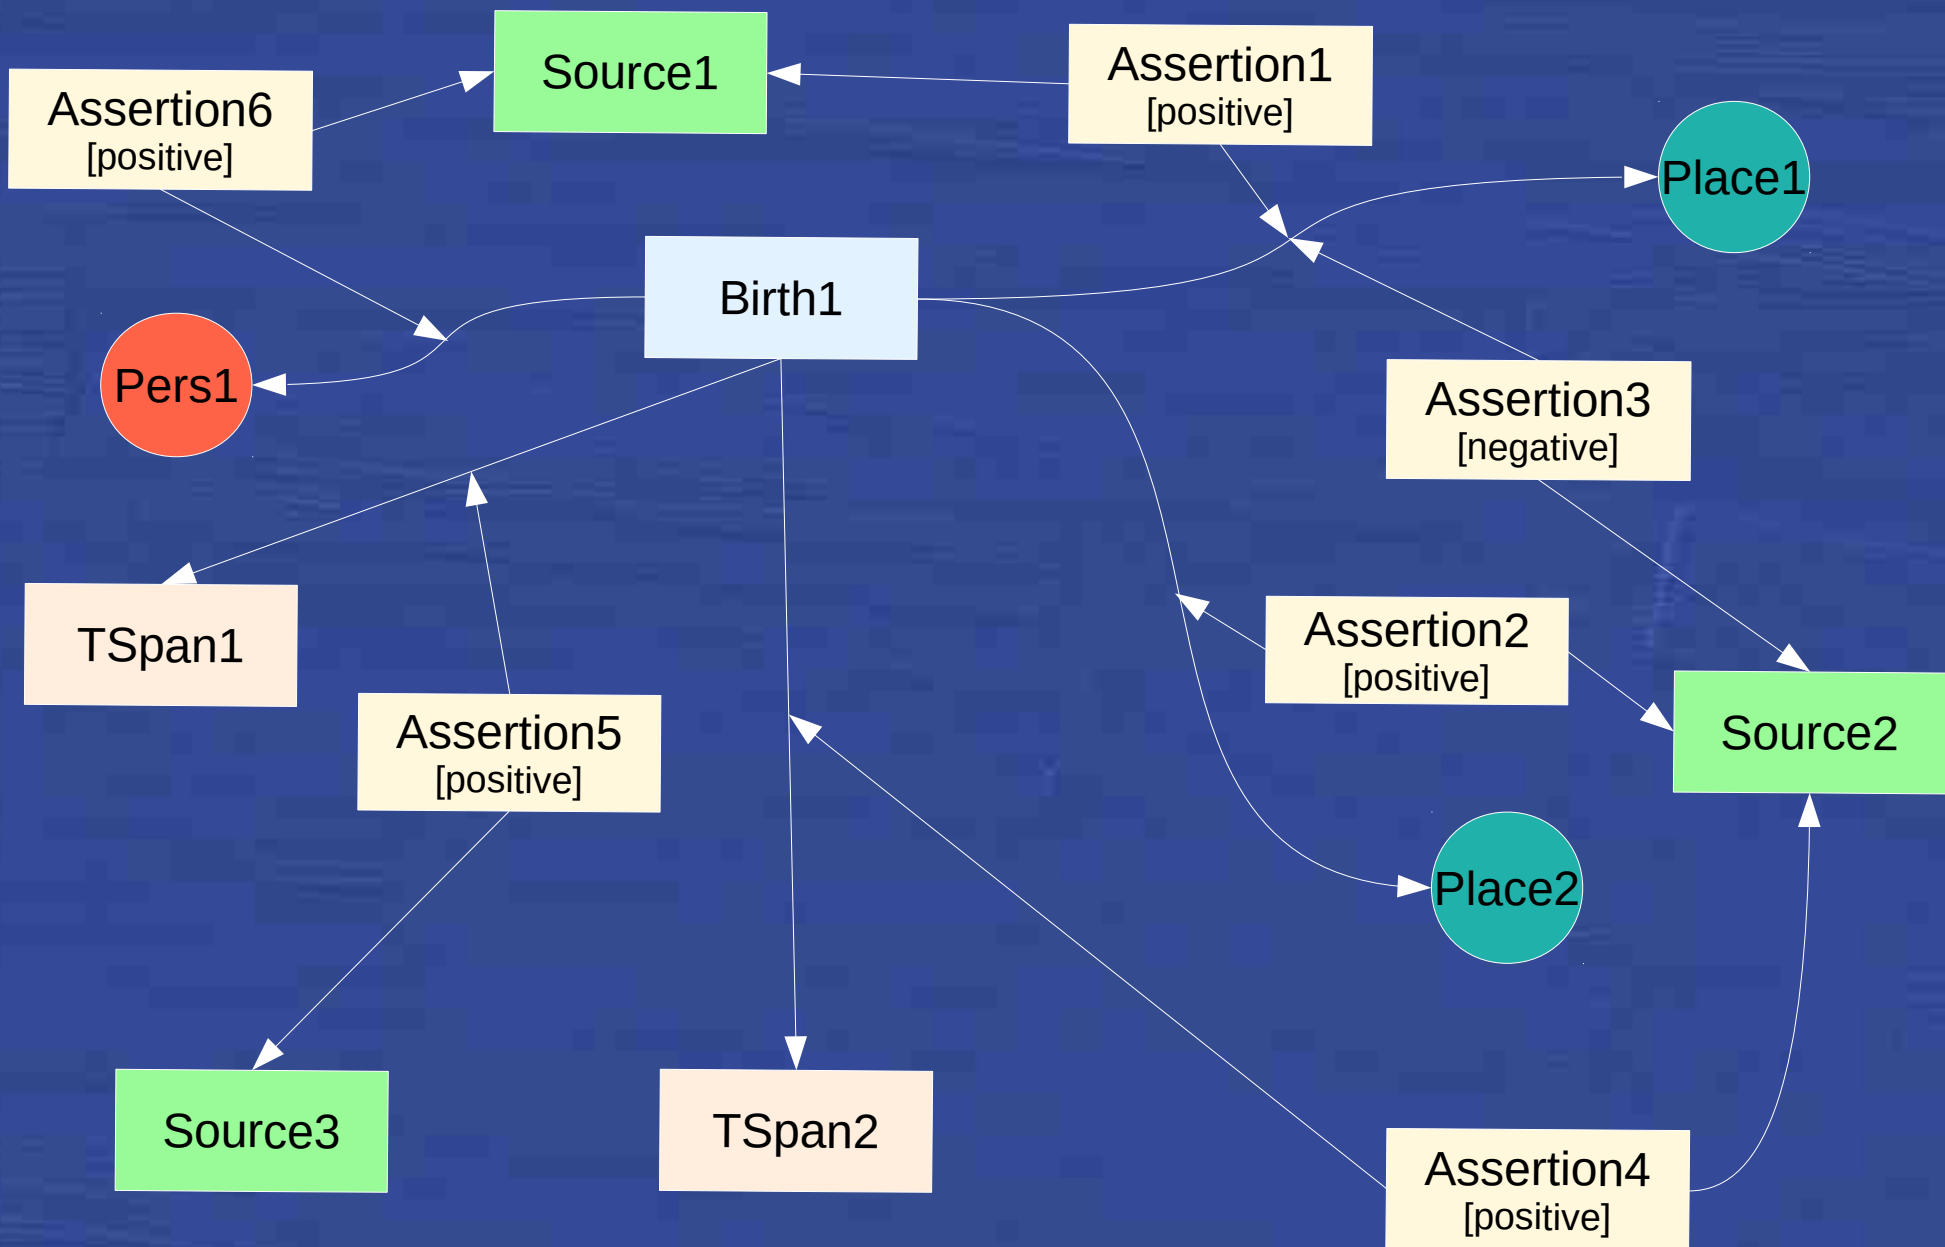 Source1
Assertion1
[positive]
Assertion6
[positive]
Place1
Birth1
Pers1
Assertion3
[negative]
TSpan1
Assertion2
[positive]
Assertion5
[positive]
Source2
Place2
Source3
TSpan2
Assertion4
[positive]